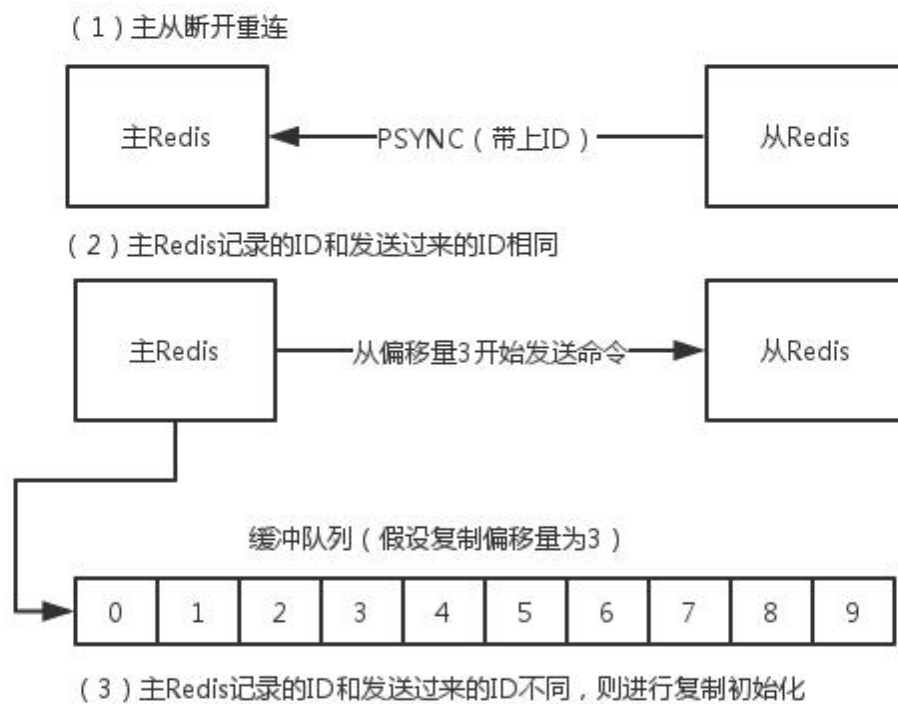 （1）主从断开重连
主Redis
PSYNC（带上ID）
从Redis
（2）主Redis记录的ID和发送过来的ID相同
主Redis
从偏移量3开始发送命令
从Redis
缓冲队列（假设复制偏移量为3）
0 1 2 3 4 5 6 7 8 9
（3）主Redis记录的ID和发送过来的ID不同，则进行复制初始化